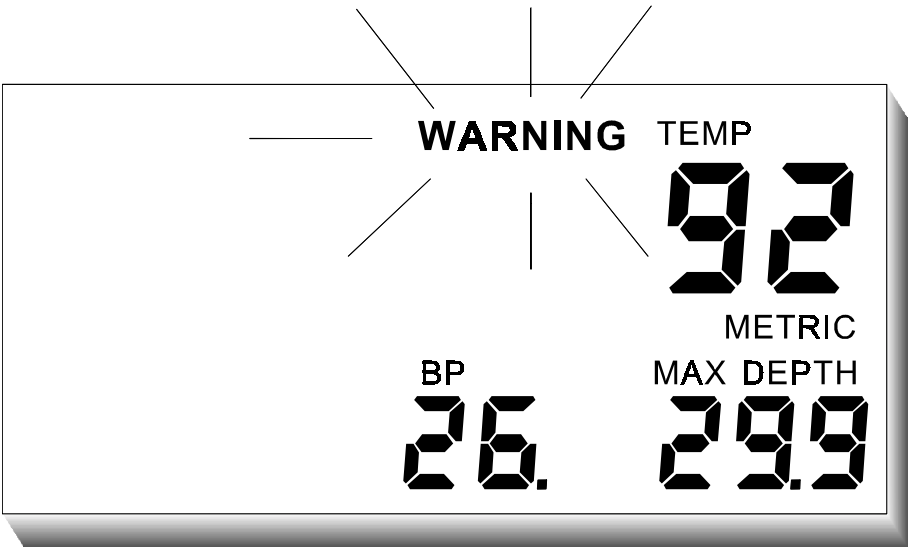 WARNING TEMP
92
METRIC
BP MAX DEPTH
26. 29.9